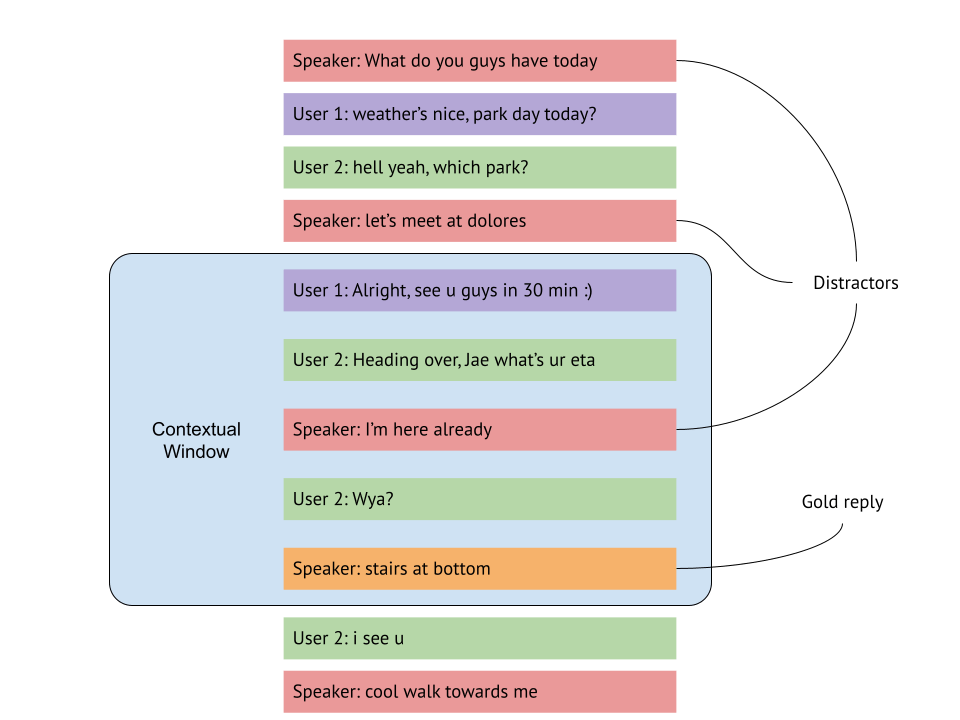 Speaker: What do you guys have today
User 1: weather’s nice, park day today?
User 2: hell yeah, which park?
Speaker: let’s meet at dolores
User 1: Alright, see u guys in 30 min :)
Distractors
User 2: Heading over, Jae what’s ur eta
Speaker: I’m here already
Contextual
Window
User 2: Wya?
Gold reply
Speaker: stairs at bottom
User 2: i see u
Speaker: cool walk towards me